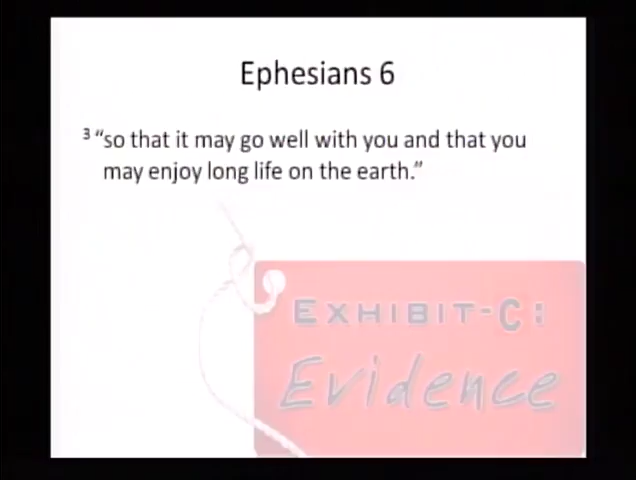 Ephesians 6
3 “so that it may go well with you and that you
may enjoy long life on the earth.”
EXHIBIT-C:
Evidence